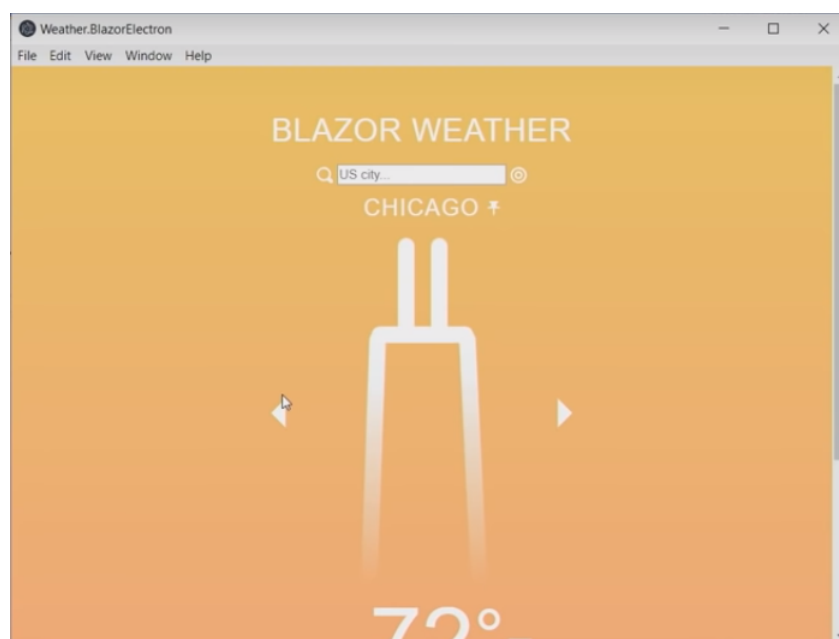 Weather.BlazorElectron
File Edit View Window Help
BLAZOR WEATHER
US city...
CHICAGO
72°